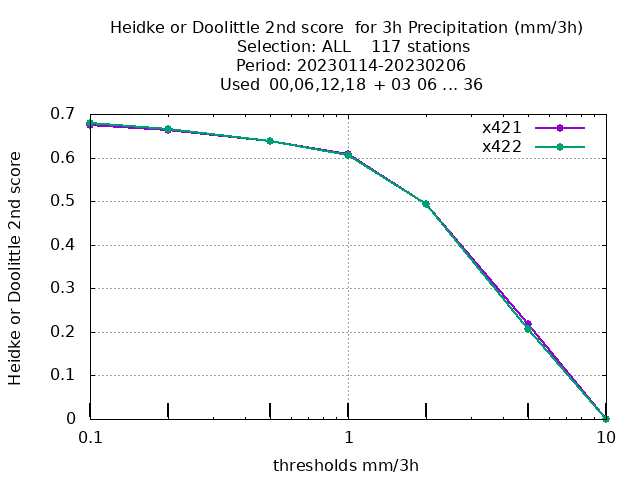 Heidke or Doolittle 2nd score  for 3h Precipitation (mm/3h)
Selection: ALL    117 stations
Period: 20230114-20230206
Used  00,06,12,18  + 03 06 ... 36
x421
x422
0.7
0.6
0.5
0.4
0.3
0.2
0.1
0
Heidke or Doolittle 2nd score
0.1
1
10
thresholds mm/3h